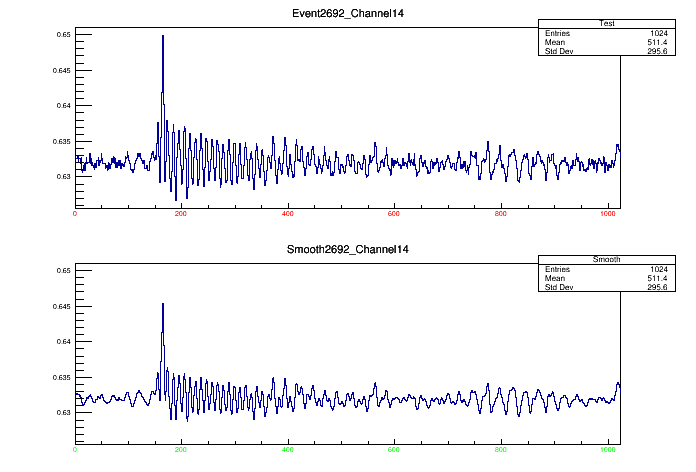 Event2692_Channel14
Test
Entries 1024
Mean 511.4
Std Dev 295.6
0.65
0.645
0.64
0.635
0.63
0 200 400 600 800 1000
Smooth2692_Channel14
Smooth
Entries 1024
Mean 511.4
Std Dev 295.6
0.65
0.645
0.64
0.635
0.63
0 200 400 600 800 1000